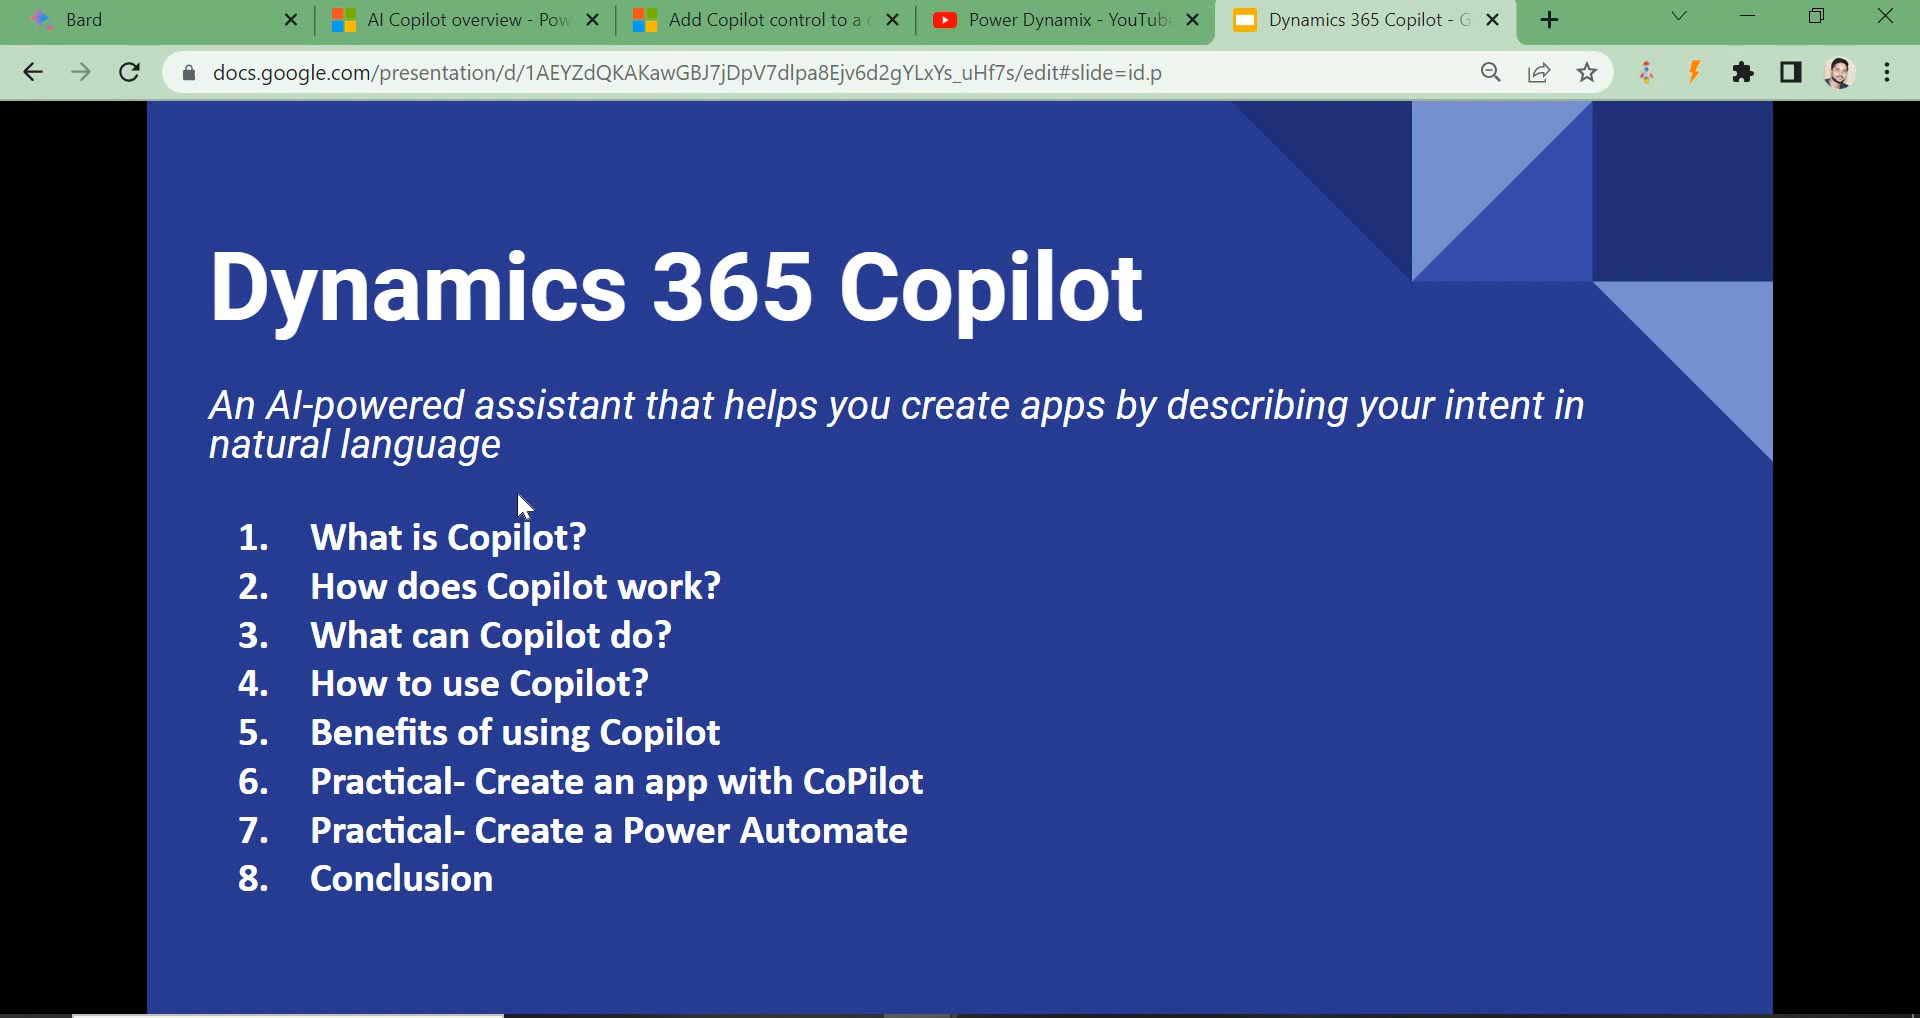 Bard
AI Copilot overview - Pow
Add Copilot control to a c
Power Dynamix - YouTub
Dynamics 365 Copilot - G
docs.google.com/presentation/d/1AEYZdQKAKawGBJ7jDpV7dlpa8Ejv6d2gYLxYs_uHf7s/edit#slide=id.p
Dynamics 365 Copilot
An AI-powered assistant that helps you create apps by describing your intent in
natural language
1. What is Copilot?
2. How does Copilot work?
3. What can Copilot do?
4. How to use Copilot?
5. Benefits of using Copilot
6. Practical- Create an app with CoPilot
7. Practical- Create a Power Automate
8. Conclusion